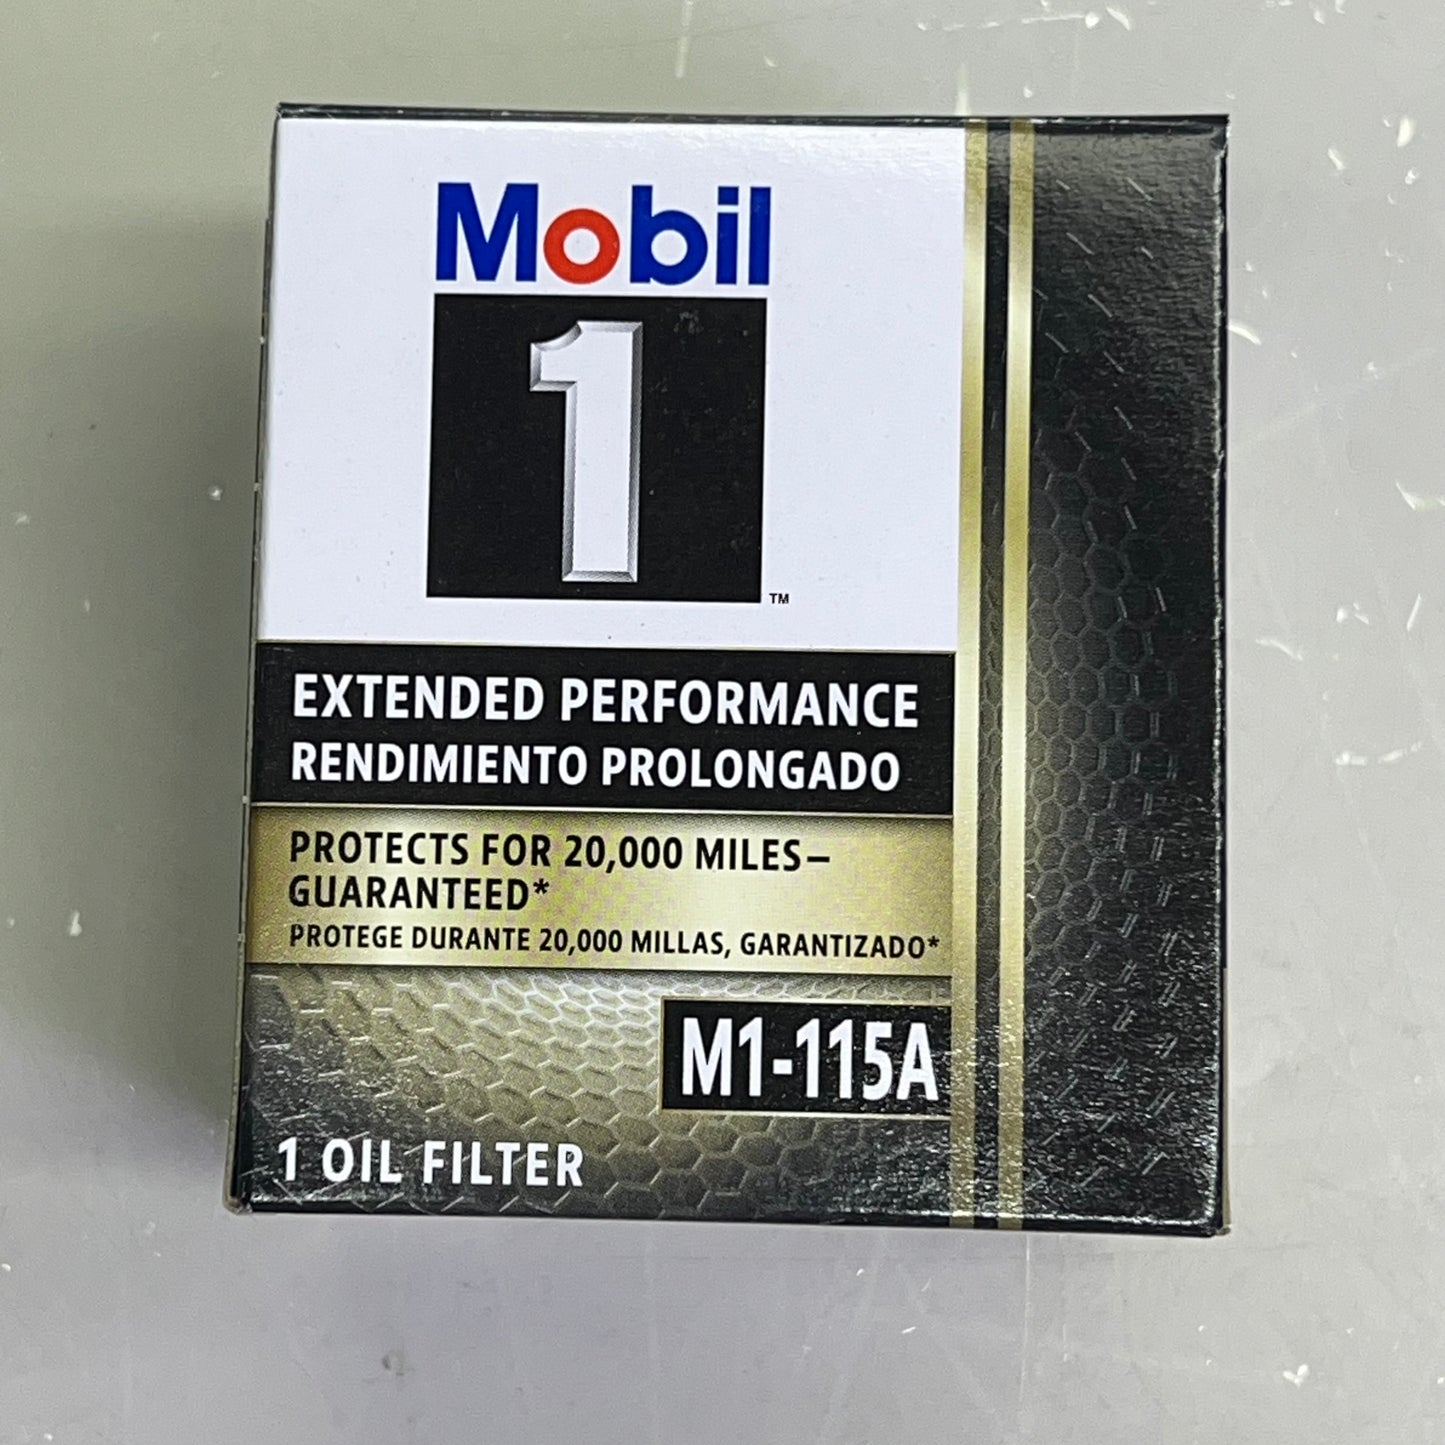 Mobil
1
TM
EXTENDED PERFORMANCE
RENDIMIENTO PROLONGADO
PROTECTS FOR 20,000 MILES–
GUARANTEED*
PROTEGE DURANTE 20,000 MILLAS, GARANTIZADO*
M1-115A
1 OIL FILTER